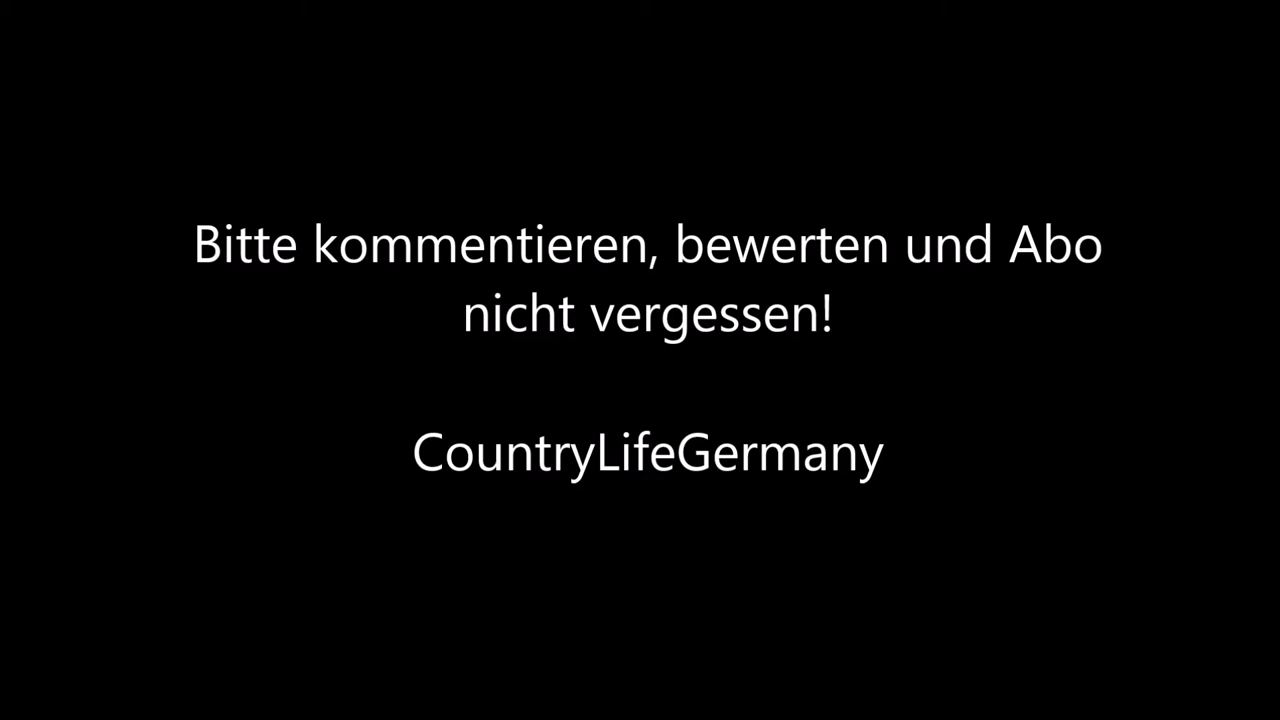 Bitte kommentieren, bewerten und Abo
nicht vergessen!
CountryLifeGermany